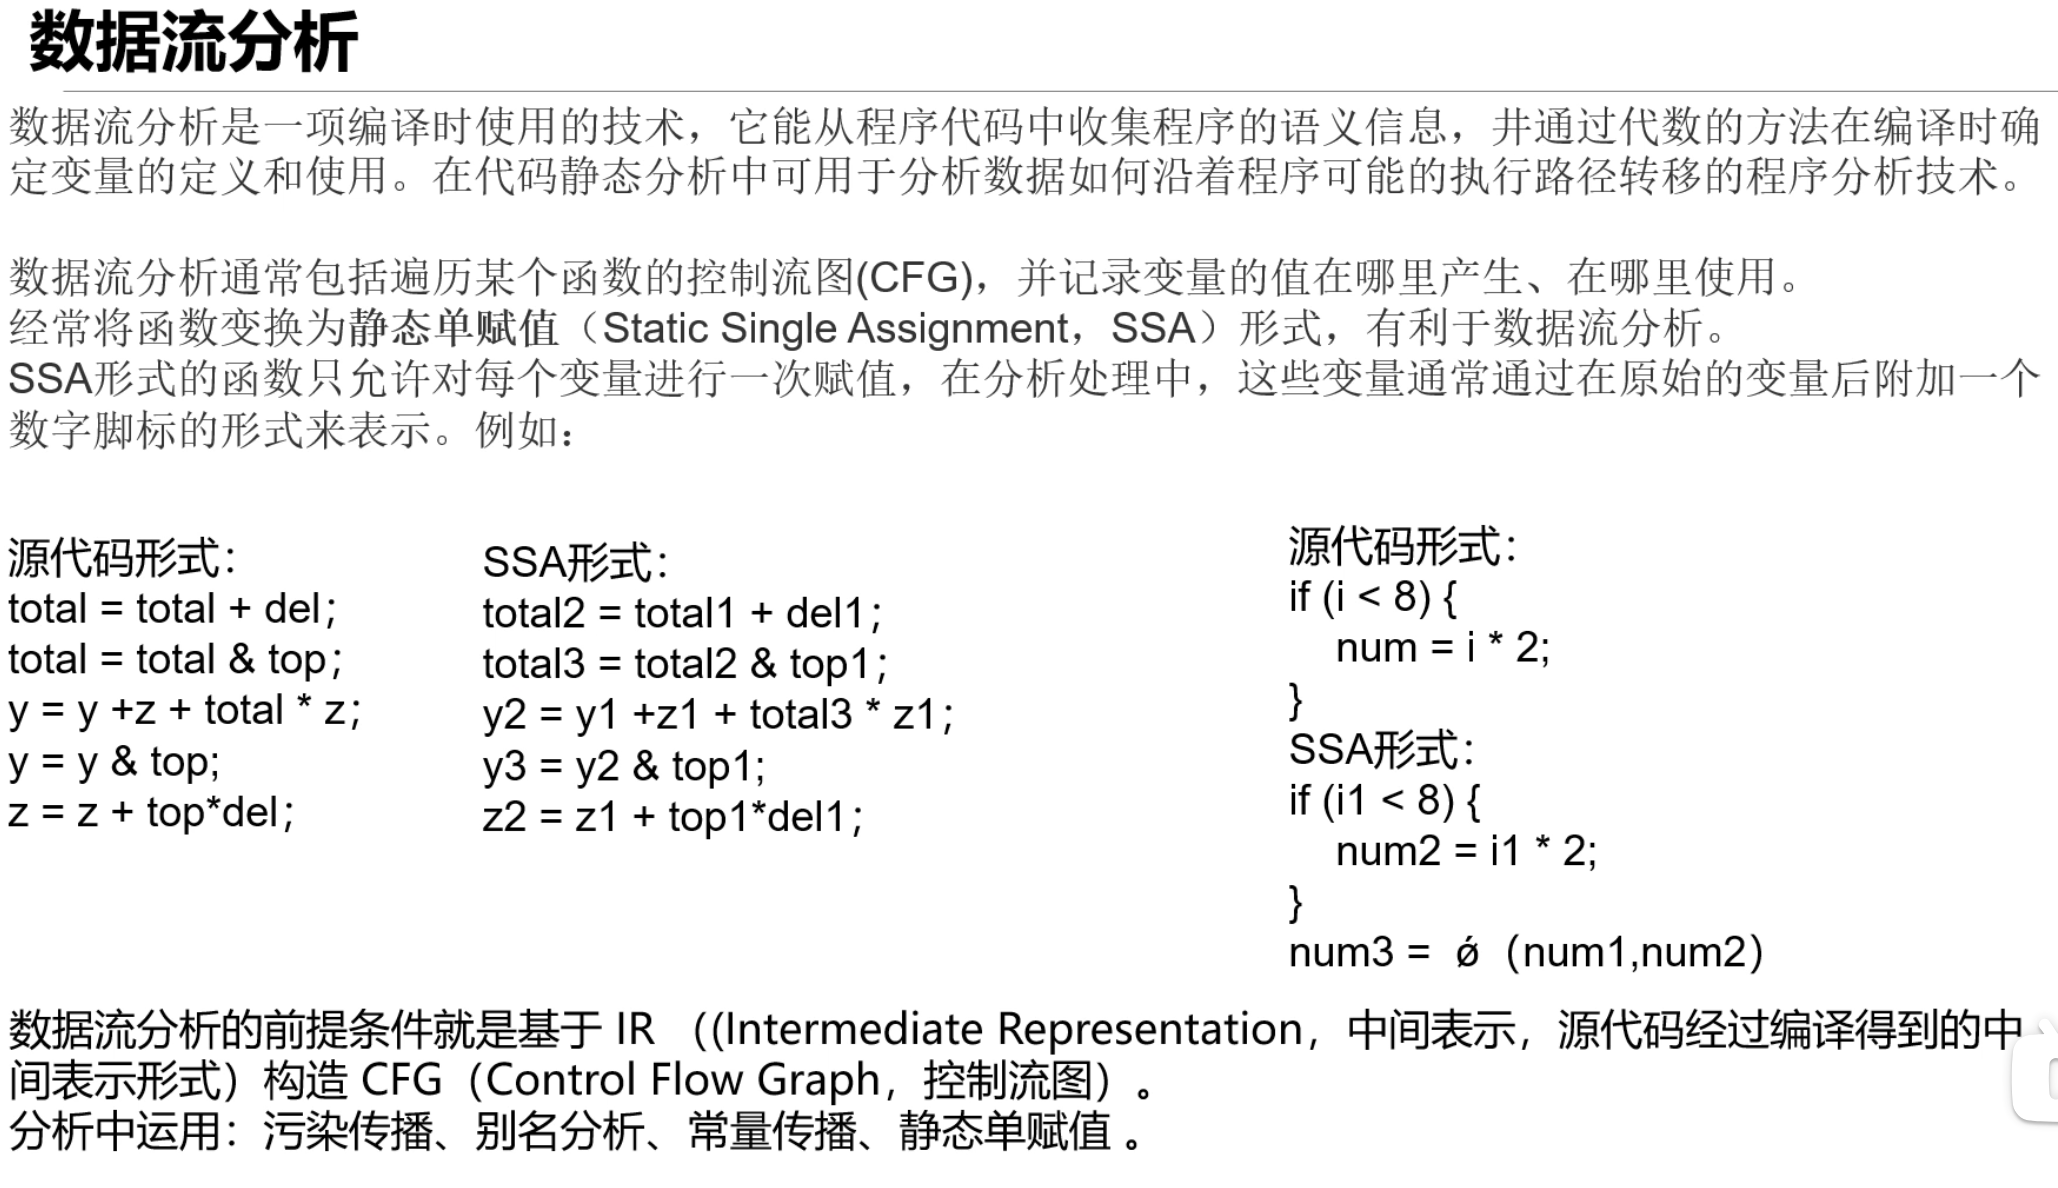 数据流分析
数据流分析是一项编译时使用的技术，它能从程序代码中收集程序的语义信息，井通过代数的方法在编译时确
定变量的定义和使用。在代码静态分析中可用于分析数据如何沿着程序可能的执行路径转移的程序分析技术。
数据流分析通常包括遍历某个函数的控制流图(CFG)，并记录变量的值在哪里产生、在哪里使用。
经常将函数变换为静态单赋值（Static Single Assignment，SSA）形式，有利于数据流分析。
SSA形式的函数只允许对每个变量进行一次赋值，在分析处理中，这些变量通常通过在原始的变量后附加一个
数字脚标的形式来表示。例如：
源代码形式：
total = total + del；
total = total & top；
y = y +z + total * z；
y = y & top;
z = z + top*del；
SSA形式：
total2 = total1 + del1；
total3 = total2 & top1；
y2 = y1 +z1 + total3 * z1；
y3 = y2 & top1;
z2 = z1 + top1*del1；
源代码形式：
if (i < 8) {
num = i * 2;
}
SSA形式：
if (i1 < 8) {
num2 = i1 * 2;
}
num3 = ǿ（num1,num2）
数据流分析的前提条件就是基于 IR （(Intermediate Representation，中间表示，源代码经过编译得到的中
间表示形式）构造 CFG（Control Flow Graph，控制流图）。
分析中运用：污染传播、别名分析、常量传播、静态单赋值 。